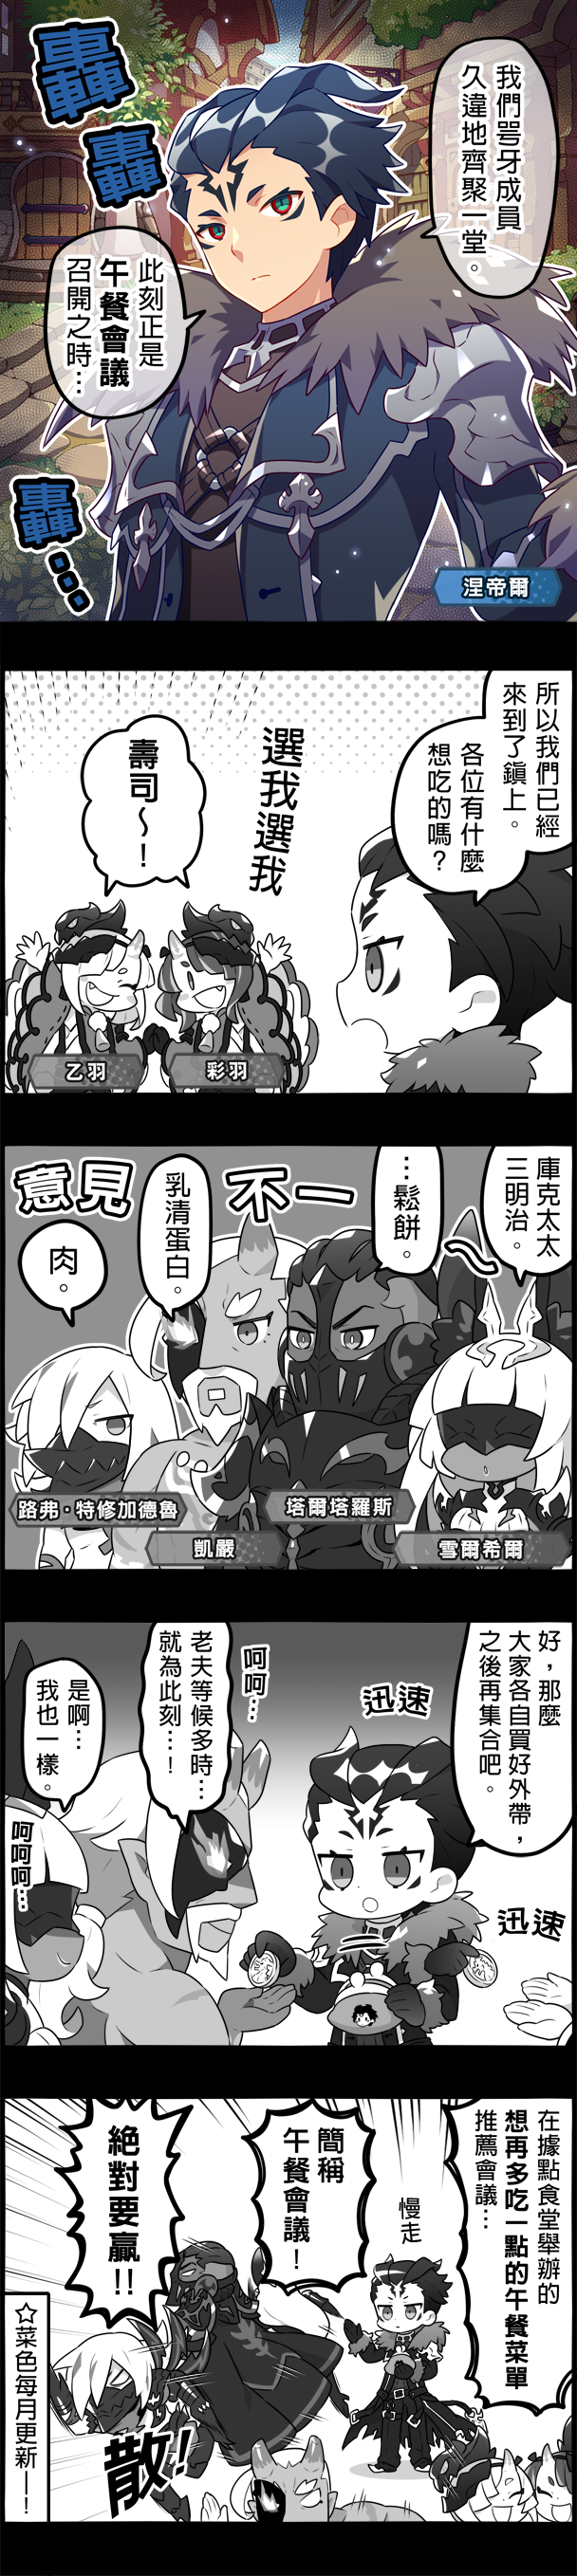 我們咢牙成員
久違地齊聚一堂。
轟
轟
此刻正是
午餐會議
召開之時…
轟…
涅帝爾
所以我們已經
來到了鎮上。
各位有什麼
想吃的嗎？
選我選我
壽司～！
彩羽
乙羽
庫克太太
三明治。
～
…鬆餅。
意見不一
乳清蛋白。
肉。
路弗·特修加德魯
塔爾塔羅斯
凱嚴
雪爾希爾
好，那麼
大家各自買好外帶，
之後再集合吧。
迅速
迅速
呵呵…
老夫等候多時…
就為此刻…！
是啊…
我也一樣。
呵呵呵…
在據點食堂舉辦的
想再多吃一點的午餐菜單
推薦會議…
慢走
簡稱
午餐會議！
絕對要贏!!
散！
☆菜色每月更新—！